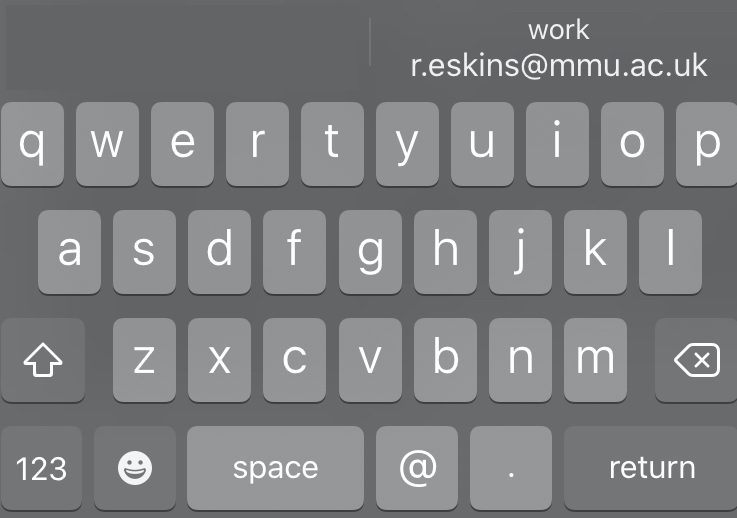 work
r.eskins@mmu.ac.uk
q w e r t y u i o p
a s d f g h j k l
z x c v b n m
123 space @ . return